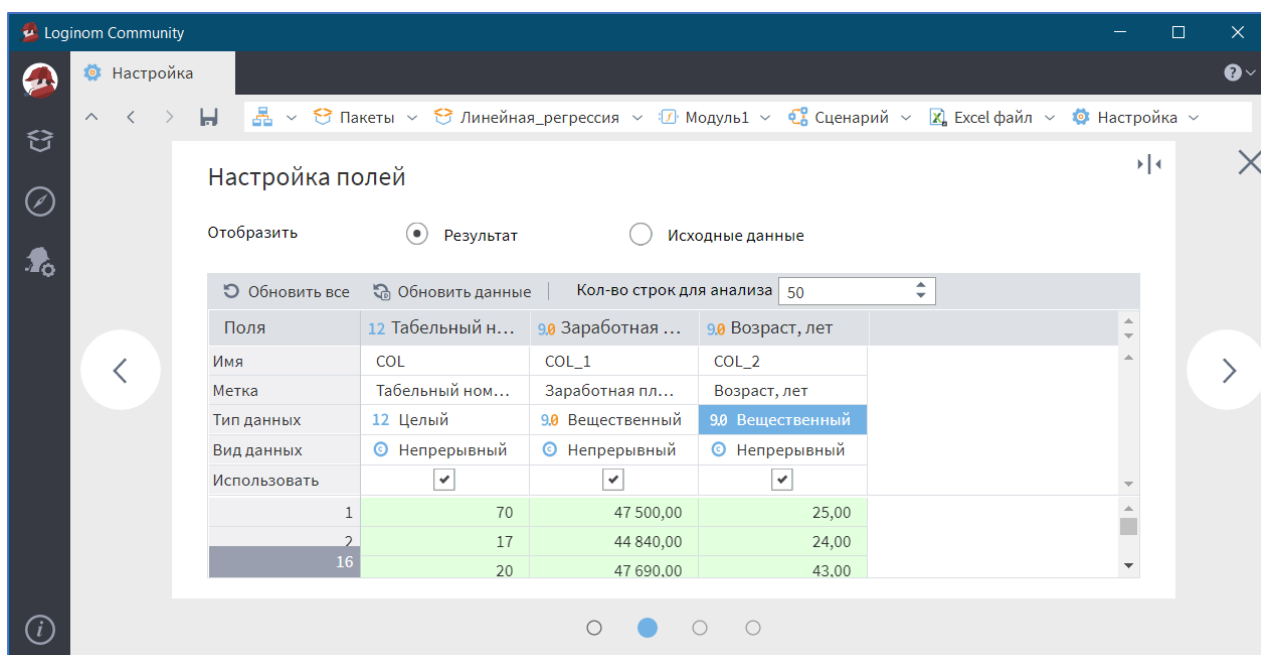 Loginom Community
Настройка
Пакеты Линейная_регрессия Модуль1 Сценарий Excel файл Настройка
Настройка полей
Отобразить Результат Исходные данные
Обновить все Обновить данные Кол-во строк для анализа 50
Поля 12 Табельный н... 9.0 Заработная ... 9.0 Возраст, лет
Имя COL COL_1 COL_2
Метка Табельный ном... Заработная пл... Возраст, лет
Тип данных 12 Целый 9.0 Вещественный 9.0 Вещественный
Вид данных Непрерывный Непрерывный Непрерывный
Использовать
1 70 47 500,00 25,00
2 17 44 840,00 24,00
16 20 47 690,00 43,00